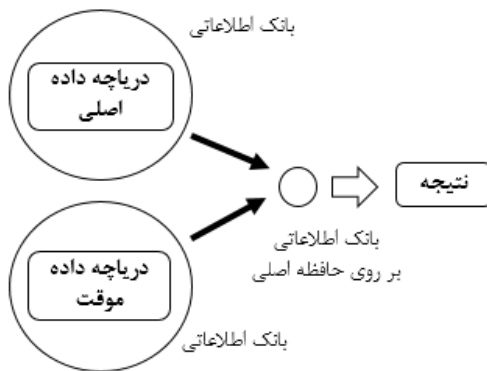 بانک اطلاعاتی
دریاچه داده
اصلی
نتیجه
بانک اطلاعاتی
بر روی حافظه اصلی
دریاچه داده
موقت
بانک اطلاعاتی